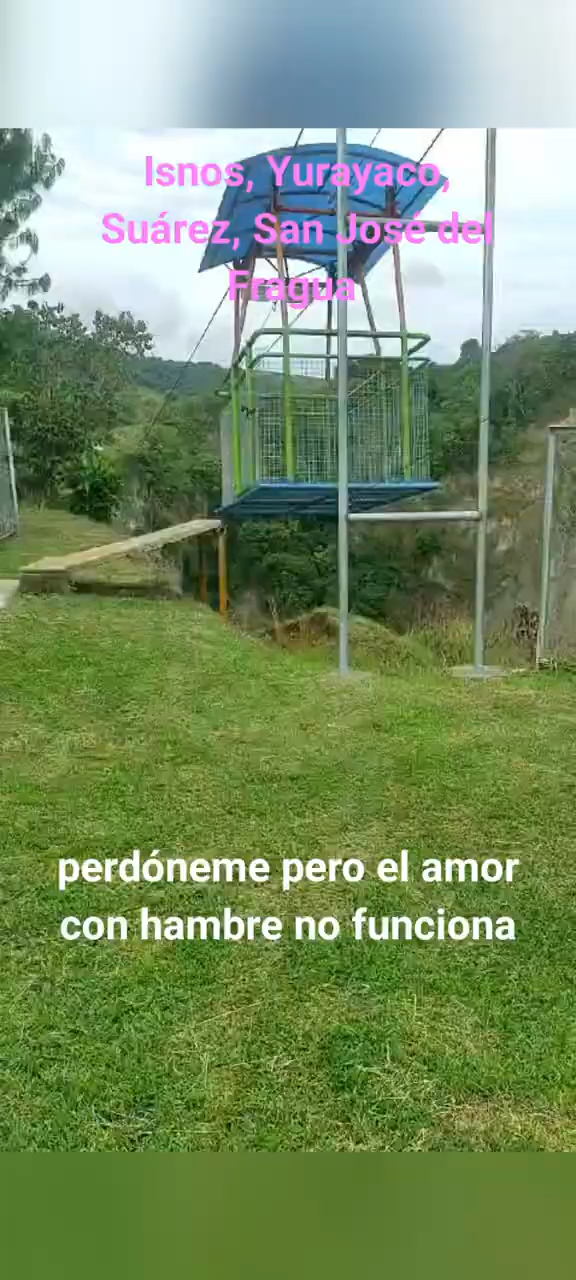 Isnos, Yurayaco,
Suárez, San José del
Fragua
perdóneme pero el amor
con hambre no funciona